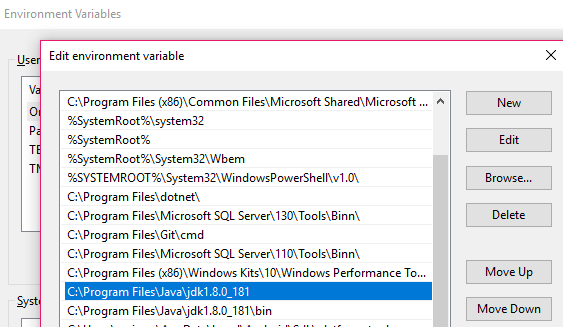 Environment Variables
Edit environment variable
User
Va
On
Pa
TE
TM
Syste
C:\Program Files (x86)\Common Files\Microsoft Shared\Microsoft ...
%SystemRoot%\system32
%SystemRoot%
%SystemRoot%\System32\Wbem
%SYSTEMROOT%\System32\WindowsPowerShell\v1.0\
C:\Program Files\dotnet\
C:\Program Files\Microsoft SQL Server\130\Tools\Binn\
C:\Program Files\Git\cmd
C:\Program Files\Microsoft SQL Server\110\Tools\Binn\
C:\Program Files (x86)\Windows Kits\10\Windows Performance To...
C:\Program Files\Java\jdk1.8.0_181
C:\Program Files\Java\jdk1.8.0_181\bin
New
Edit
Browse...
Delete
Move Up
Move Down